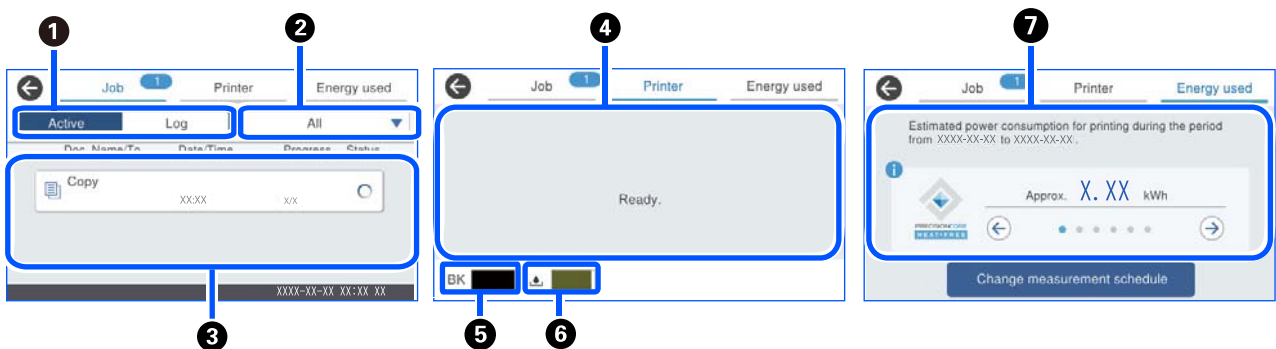 1 2 4 7
Job 1 Printer Energy used
Active Log All
Doc. Name/To Date/Time Progress Status
Copy
XX:XX X/X
XXXX-XX-XX XX:XX XX
3
Job 1 Printer Energy used
Ready.
BK
5 6
Job 1 Printer Energy used
Estimated power consumption for printing during the period
from XXXX-XX-XX to XXXX-XX-XX.
i
Approx. X.XX kWh
PRECISIONCORE
HEAT-FREE
Change measurement schedule